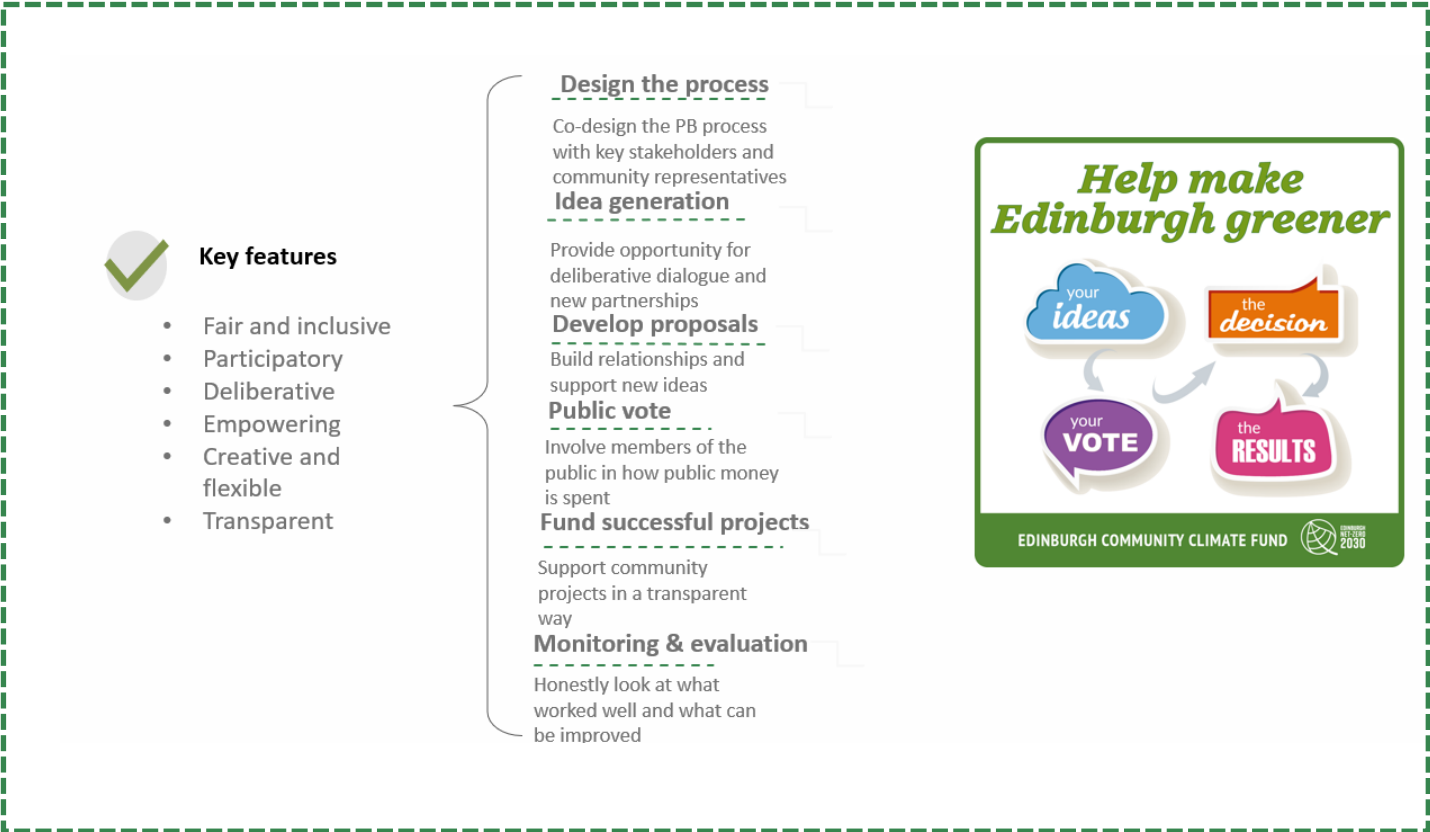 Key features
• Fair and inclusive
• Participatory
• Deliberative
• Empowering
• Creative and
flexible
• Transparent
Design the process
Co-design the PB process
with key stakeholders and
community representatives
Idea generation
Provide opportunity for
deliberative dialogue and
new partnerships
Develop proposals
Build relationships and
support new ideas
Public vote
Involve members of the
public in how public money
is spent
Fund successful projects
Support community
projects in a transparent
way
Monitoring & evaluation
Honestly look at what
worked well and what can
be improved
Help make
Edinburgh greener
your
ideas
your
VOTE
the
decision
the
RESULTS
EDINBURGH COMMUNITY CLIMATE FUND
EDINBURGH
NET-ZERO
2030